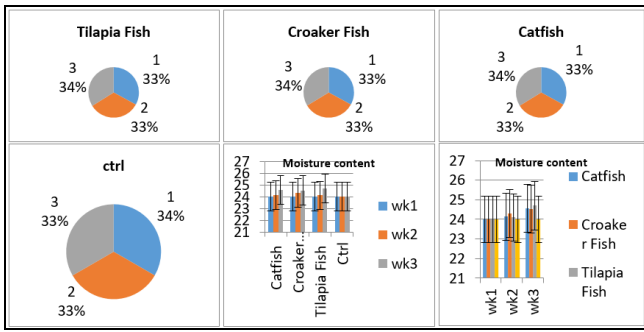 Tilapia Fish
3
34%
1
33%
2
33%
Croaker Fish
3
34%
1
33%
2
33%
Catfish
3
34%
1
33%
2
33%
ctrl
3
33%
1
34%
2
33%
Moisture content
27
26
25
24
23
22
21
Catfish
Croaker...
Tilapia Fish
Ctrl
wk1
wk2
wk3
Moisture content
27
26
25
24
23
22
21
wk1
wk2
wk3
Catfish
Croake
r Fish
Tilapia
Fish